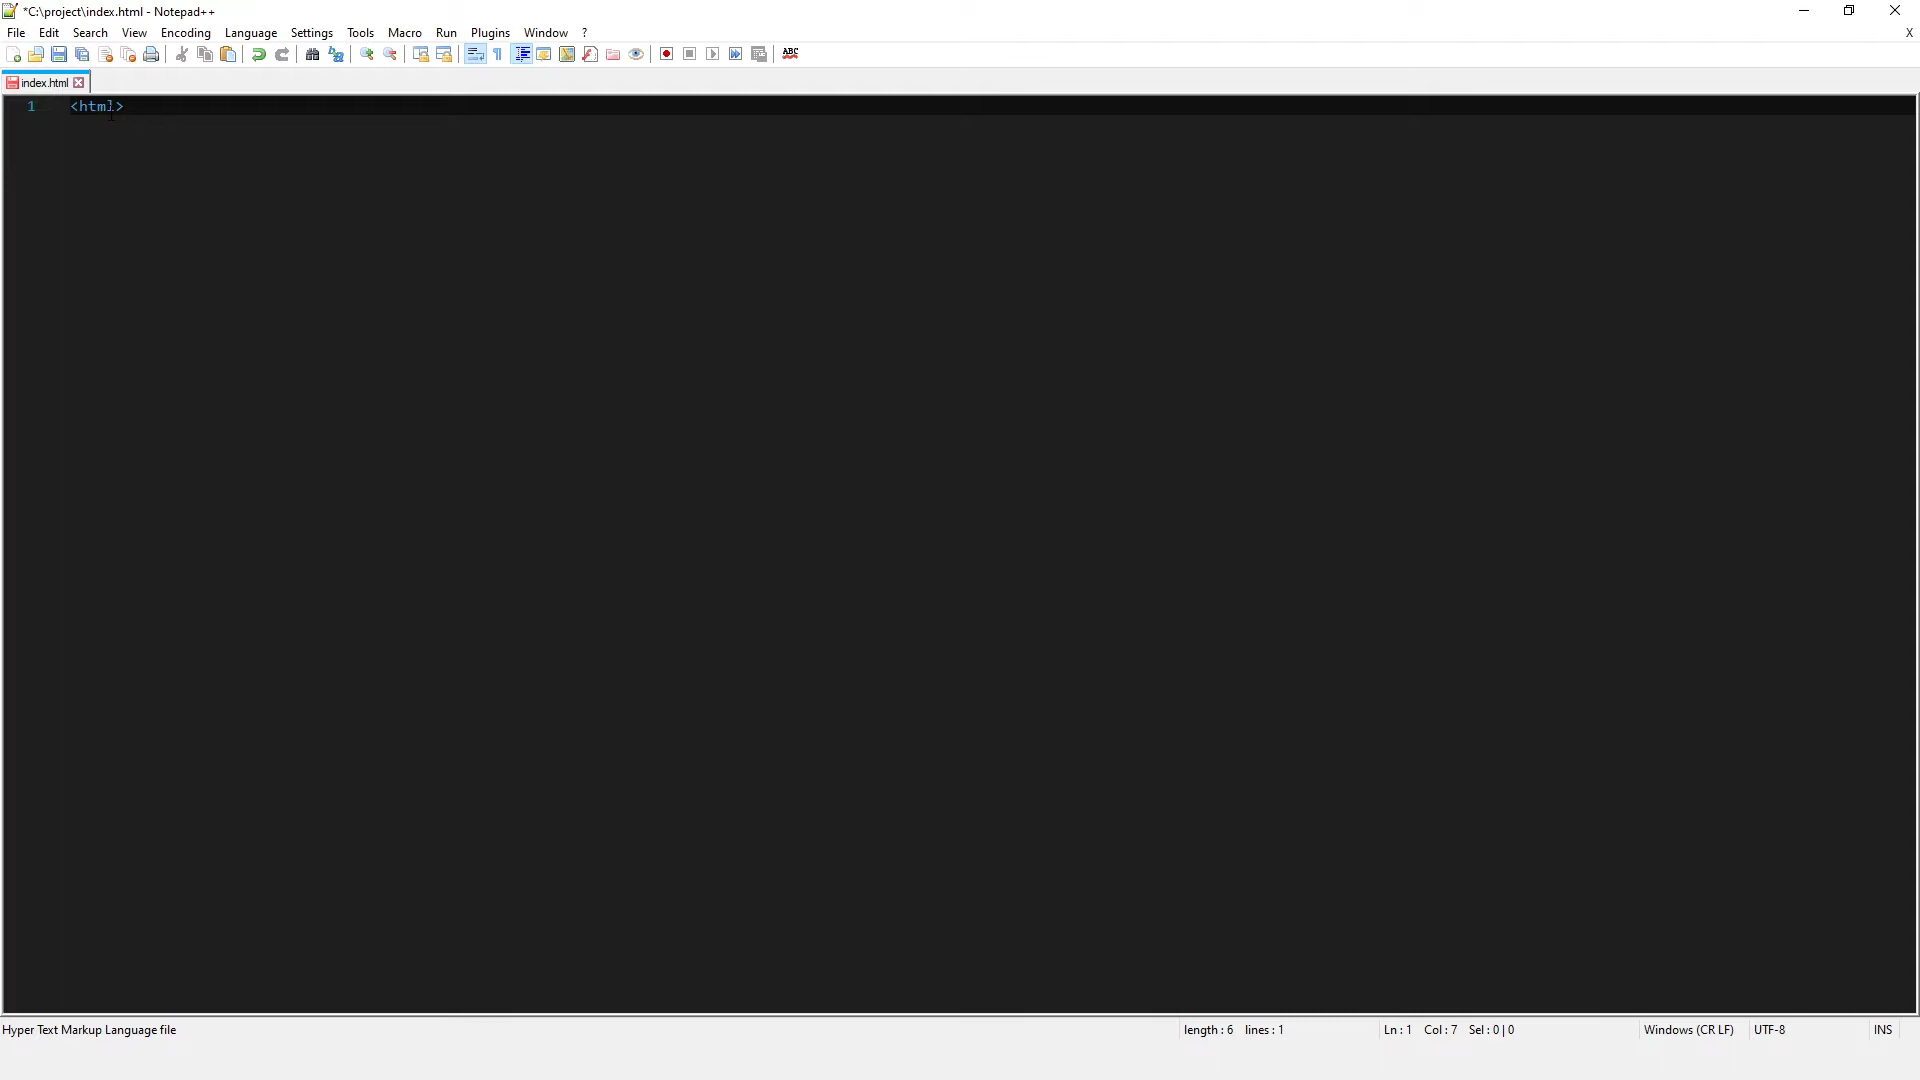 *C:\project\index.html - Notepad++
File Edit Search View Encoding Language Settings Tools Macro Run Plugins Window ? X
ABC
index.html
1 <html>
Hyper Text Markup Language file length : 6 lines : 1 Ln : 1 Col : 7 Sel : 0 | 0 Windows (CR LF) UTF-8 INS